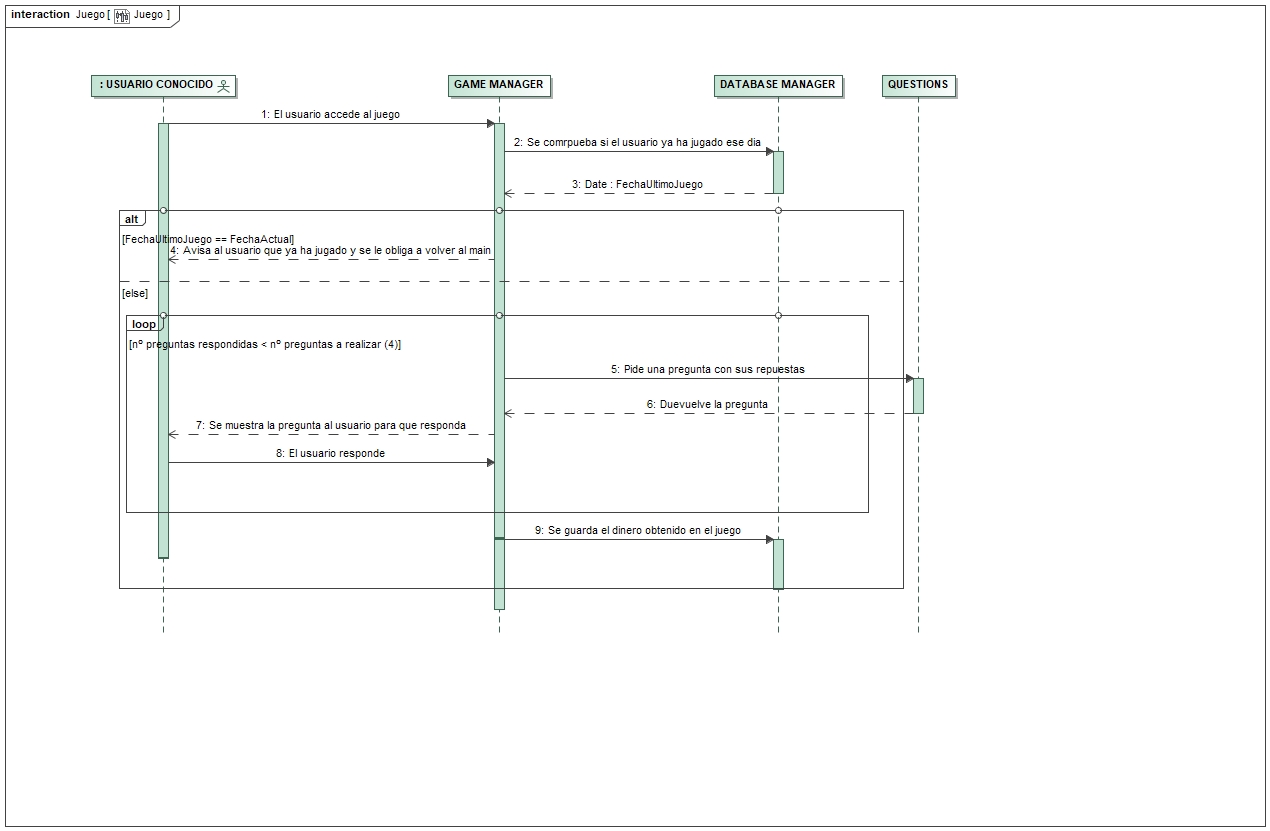 interaction Juego [ Juego ]
: USUARIO CONOCIDO
GAME MANAGER
DATABASE MANAGER
QUESTIONS
1: El usuario accede al juego
2: Se comrpueba si el usuario ya ha jugado ese dia
3: Date : FechaUltimoJuego
alt
[FechaUltimoJuego == FechaActual]
4: Avisa al usuario que ya ha jugado y se le obliga a volver al main
[else]
loop
[nº preguntas respondidas < nº preguntas a realizar (4)]
5: Pide una pregunta con sus repuestas
6: Duevuelve la pregunta
7: Se muestra la pregunta al usuario para que responda
8: El usuario responde
9: Se guarda el dinero obtenido en el juego